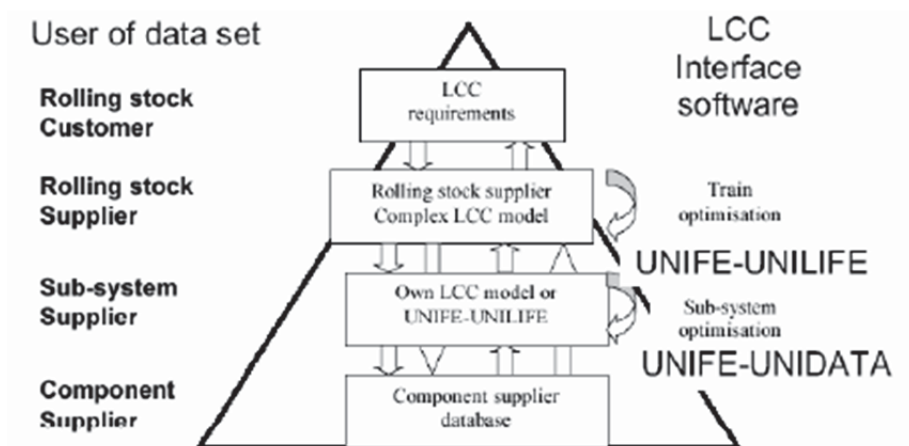 User of data set
LCC
Interface
software
Rolling stock
Customer
LCC
requirements
Rolling stock
Supplier
Rolling stock supplier
Complex LCC model
Train
optimisation
UNIFE-UNILIFE
Sub-system
Supplier
Own LCC model or
UNIFE-UNILIFE
Sub-system
optimisation
UNIFE-UNIDATA
Component
Supplier
Component supplier
database